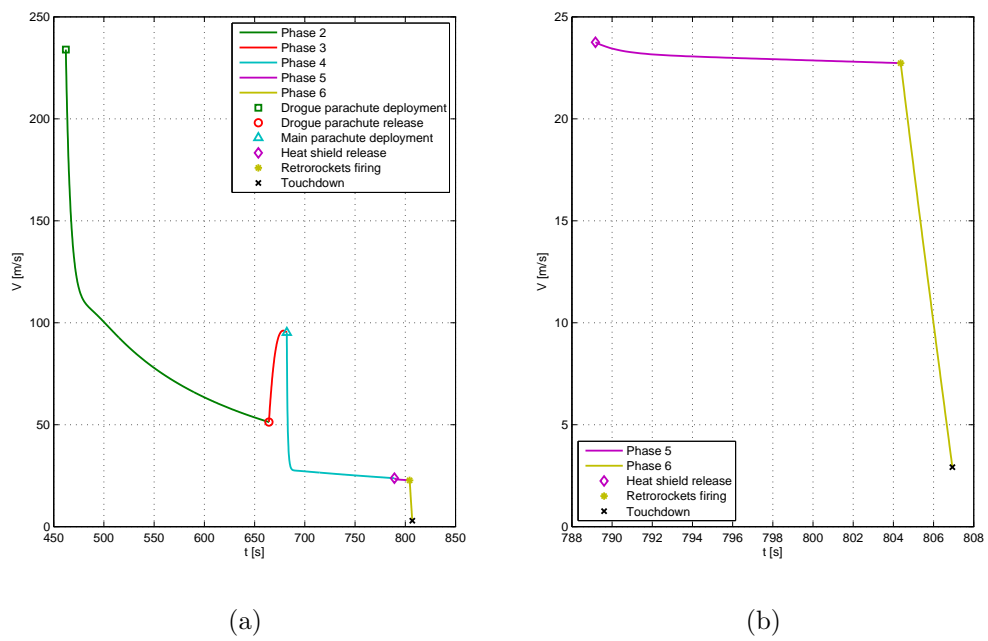 250
200
150
100
50
0
V [m/s]
450 500 550 600 650 700 750 800 850
t [s]
Phase 2
Phase 3
Phase 4
Phase 5
Phase 6
Drogue parachute deployment
Drogue parachute release
Main parachute deployment
Heat shield release
Retrorockets firing
Touchdown
(a)
25
20
15
10
5
0
V [m/s]
788 790 792 794 796 798 800 802 804 806 808
t [s]
Phase 5
Phase 6
Heat shield release
Retrorockets firing
Touchdown
(b)